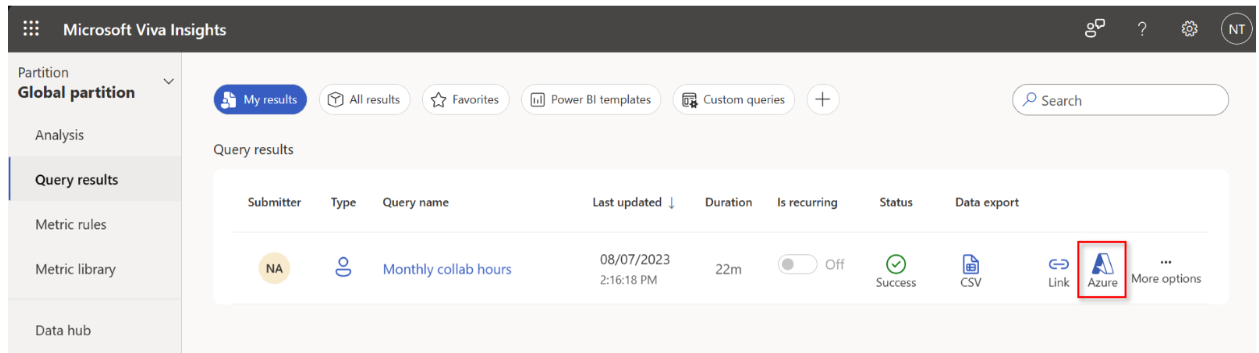 Microsoft Viva Insights
?
NT
Partition
Global partition
My results
All results
Favorites
Power BI templates
Custom queries
Search
Analysis
Query results
Query results
Metric rules
Metric library
Data hub
Submitter Type Query name Last updated ↓ Duration Is recurring Status Data export
NA Monthly collab hours 08/07/2023 22m Off
2:16:18 PM
Success CSV Link Azure More options